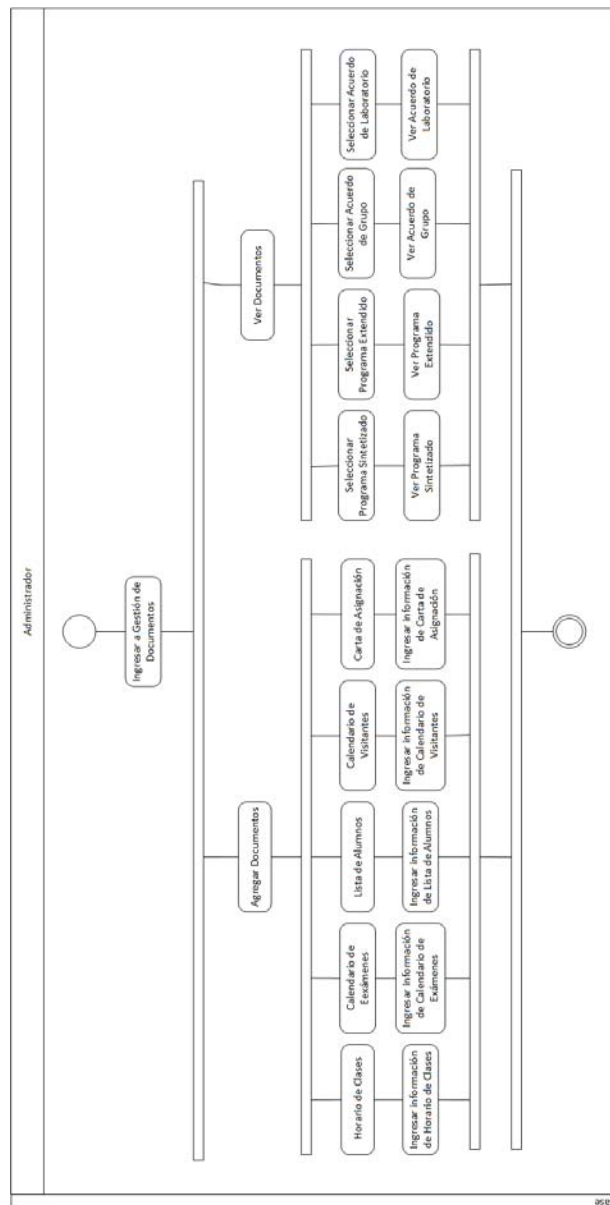 Administrador
Ingresar a Gestión de
Documentos
Agregar Documentos
Ver Documentos
Horario de Clases
Calendario de
Eexámenes
Lista de Alumnos
Calendario de
Visitantes
Carta de Asignación
Seleccionar
Programa Sintetizado
Seleccionar
Programa Extendido
Seleccionar Acuerdo
de Grupo
Seleccionar Acuerdo
de Laboratorio
Ingresar información
de Horario de Clases
Ingresar información
de Calendario de
Exámenes
Ingresar información
de Lista de Alumnos
Ingresar información
de Calendario de
Visitantes
Ingresar información
de Carta de
Asignación
Ver Programa
Sintetizado
Ver Programa
Extendido
Ver Acuerdo de
Grupo
Ver Acuerdo de
Laboratorio
ase